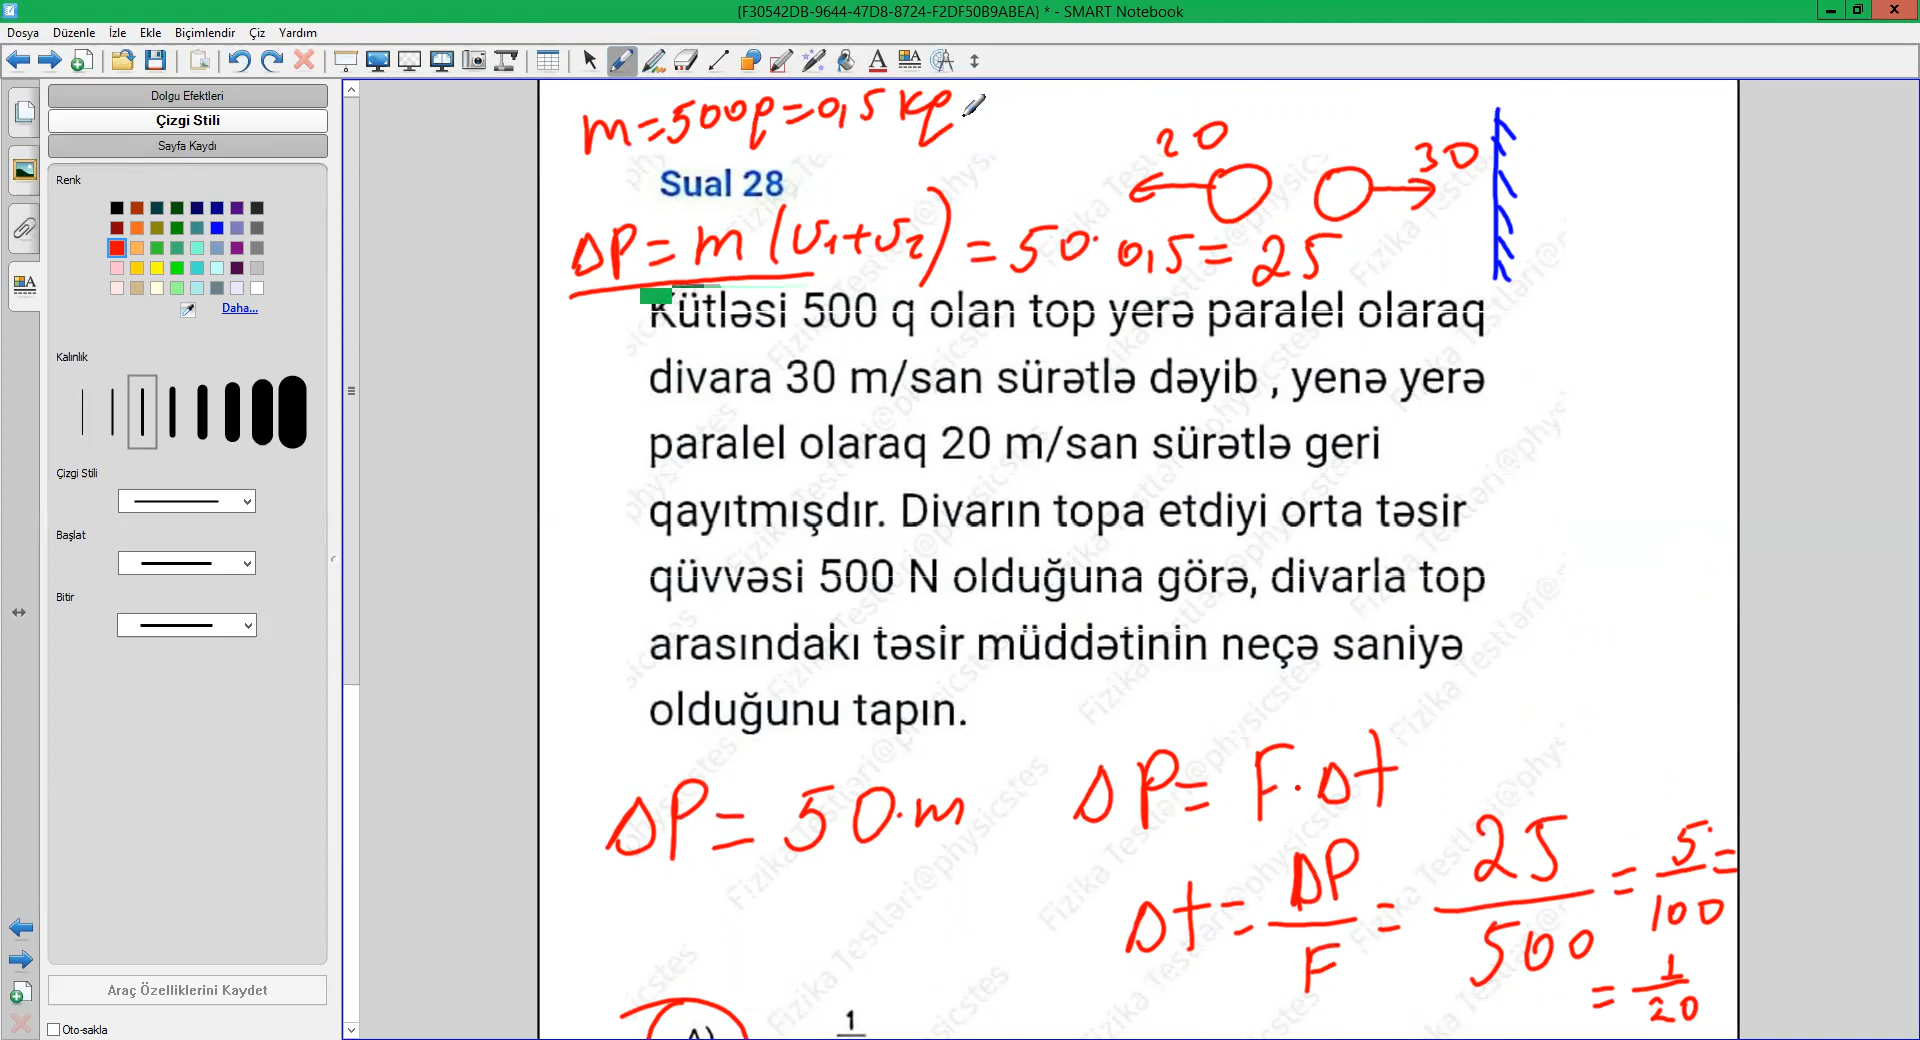 {F30542DB-9644-47D8-8724-F2DF50B9ABEA} * - SMART Notebook
Dosya Düzenle İzle Ekle Biçimlendir Çiz Yardım
Dolgu Efektleri
Çizgi Stili
Sayfa Kaydı
Renk
Daha...
Kalınlık
Çizgi Stili
Başlat
Bitir
Araç Özelliklerini Kaydet
Oto-sakla
m=500q=0,5 kq
20
30
Sual 28
ΔP = m (υ1+υ2) = 50·0,5 = 25
Kütləsi 500 q olan top yerə paralel olaraq
divara 30 m/san sürətlə dəyib , yenə yerə
paralel olaraq 20 m/san sürətlə geri
qayıtmışdır. Divarın topa etdiyi orta təsir
qüvvəsi 500 N olduğuna görə, divarla top
arasındakı təsir müddətinin neçə saniyə
olduğunu tapın.
ΔP = 50·m
ΔP = F·Δt
Δt = ΔP/F = 25/500 = 5/100 =
= 1/20
A)
1